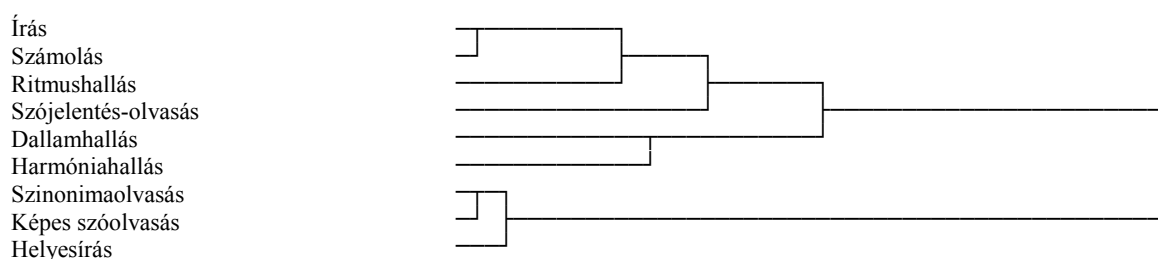 Írás
Számolás
Ritmushallás
Szójelentés-olvasás
Dallamhallás
Harmóniahallás
Szinonimaolvasás
Képes szóolvasás
Helyesírás